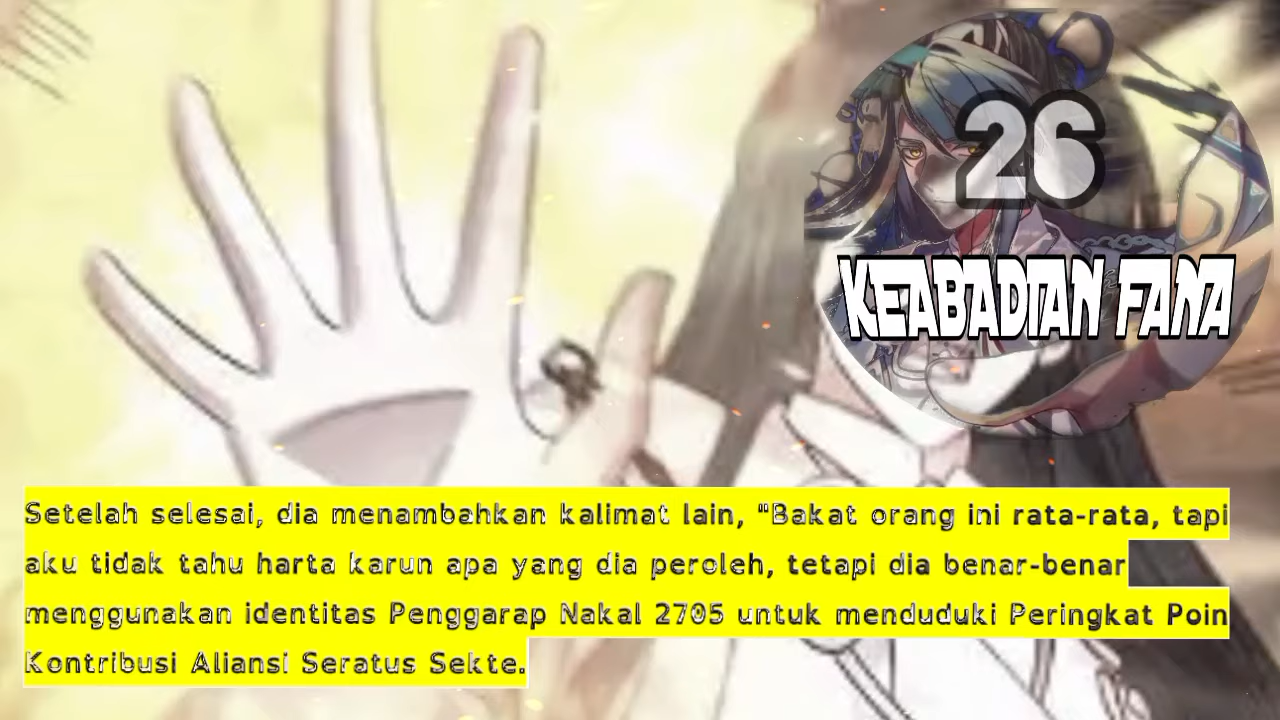 26
KEABADIAN FANA
Setelah selesai, dia menambahkan kalimat lain, "Bakat orang ini rata-rata, tapi
aku tidak tahu harta karun apa yang dia peroleh, tetapi dia benar-benar
menggunakan identitas Penggarap Nakal 2705 untuk menduduki Peringkat Poin
Kontribusi Aliansi Seratus Sekte.